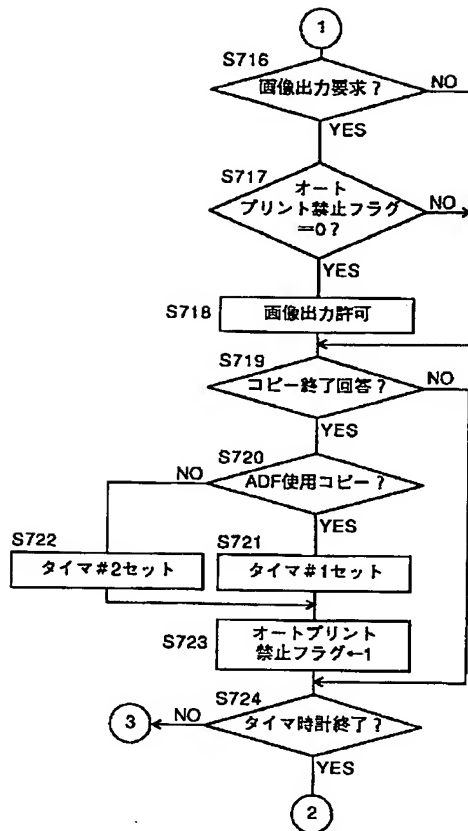 1
S716
画像出力要求？
NO
YES
S717
オート
プリント禁止フラグ
＝0？
NO
YES
S718
画像出力許可
S719
コピー終了回答？
NO
YES
S720
NO
ADF使用コピー？
YES
S722
タイマ#2セット
S721
タイマ#1セット
S723
オートプリント
禁止フラグ←1
S724
3
NO
タイマ時計終了？
YES
2